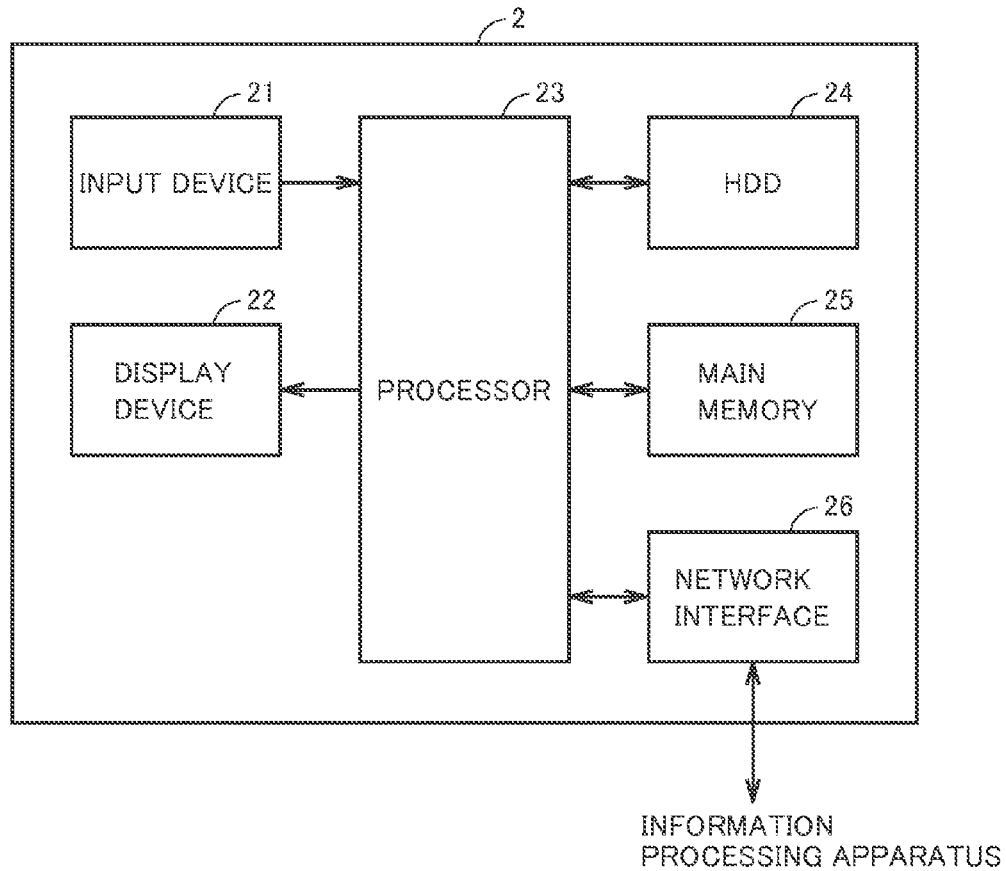 2
21
INPUT DEVICE
23
PROCESSOR
24
HDD
22
DISPLAY
DEVICE
25
MAIN
MEMORY
26
NETWORK
INTERFACE
INFORMATION
PROCESSING APPARATUS